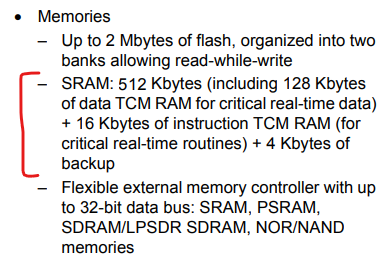 • Memories
– Up to 2 Mbytes of flash, organized into two
banks allowing read-while-write
– SRAM: 512 Kbytes (including 128 Kbytes
of data TCM RAM for critical real-time data)
+ 16 Kbytes of instruction TCM RAM (for
critical real-time routines) + 4 Kbytes of
backup
– Flexible external memory controller with up
to 32-bit data bus: SRAM, PSRAM,
SDRAM/LPSDR SDRAM, NOR/NAND
memories